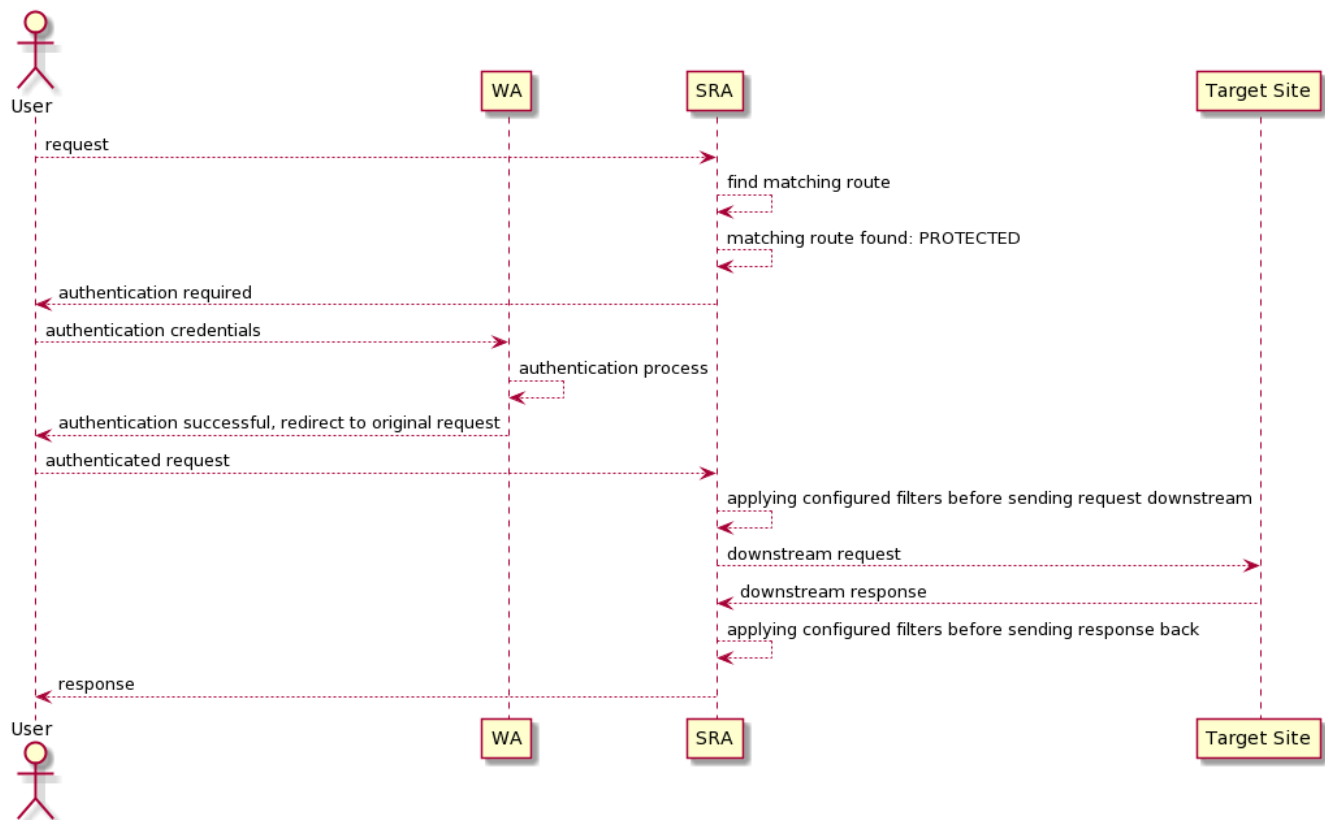 User
WA
SRA
Target Site
request
find matching route
matching route found: PROTECTED
authentication required
authentication credentials
authentication process
authentication successful, redirect to original request
authenticated request
applying configured filters before sending request downstream
downstream request
downstream response
applying configured filters before sending response back
response
User
WA
SRA
Target Site